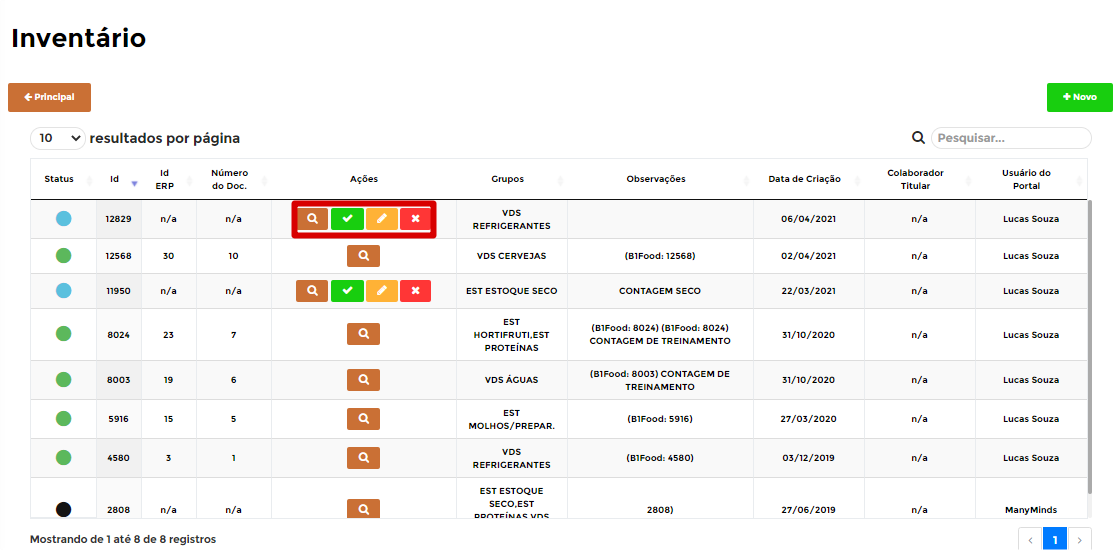 Inventário
Principal
Novo
10 resultados por página
Pesquisar...
Status Id Id ERP Número do Doc. Ações Grupos Observações Data de Criação Colaborador Titular Usuário do Portal
12829 n/a n/a VDS REFRIGERANTES 06/04/2021 n/a Lucas Souza
12568 30 10 VDS CERVEJAS (B1Food: 12568) 02/04/2021 n/a Lucas Souza
11950 n/a n/a EST ESTOQUE SECO CONTAGEM SECO 22/03/2021 n/a Lucas Souza
8024 23 7 EST HORTIFRUTI,EST PROTEÍNAS (B1Food: 8024) (B1Food: 8024) CONTAGEM DE TREINAMENTO 31/10/2020 n/a Lucas Souza
8003 19 6 VDS ÁGUAS (B1Food: 8003) CONTAGEM DE TREINAMENTO 31/10/2020 n/a Lucas Souza
5916 15 5 EST MOLHOS/PREPAR. (B1Food: 5916) 27/03/2020 n/a Lucas Souza
4580 3 1 VDS REFRIGERANTES (B1Food: 4580) 03/12/2019 n/a Lucas Souza
2808 n/a n/a EST ESTOQUE SECO,EST PROTEÍNAS,VDS 2808) 27/06/2019 n/a ManyMinds
Mostrando de 1 até 8 de 8 registros
‹ 1 ›